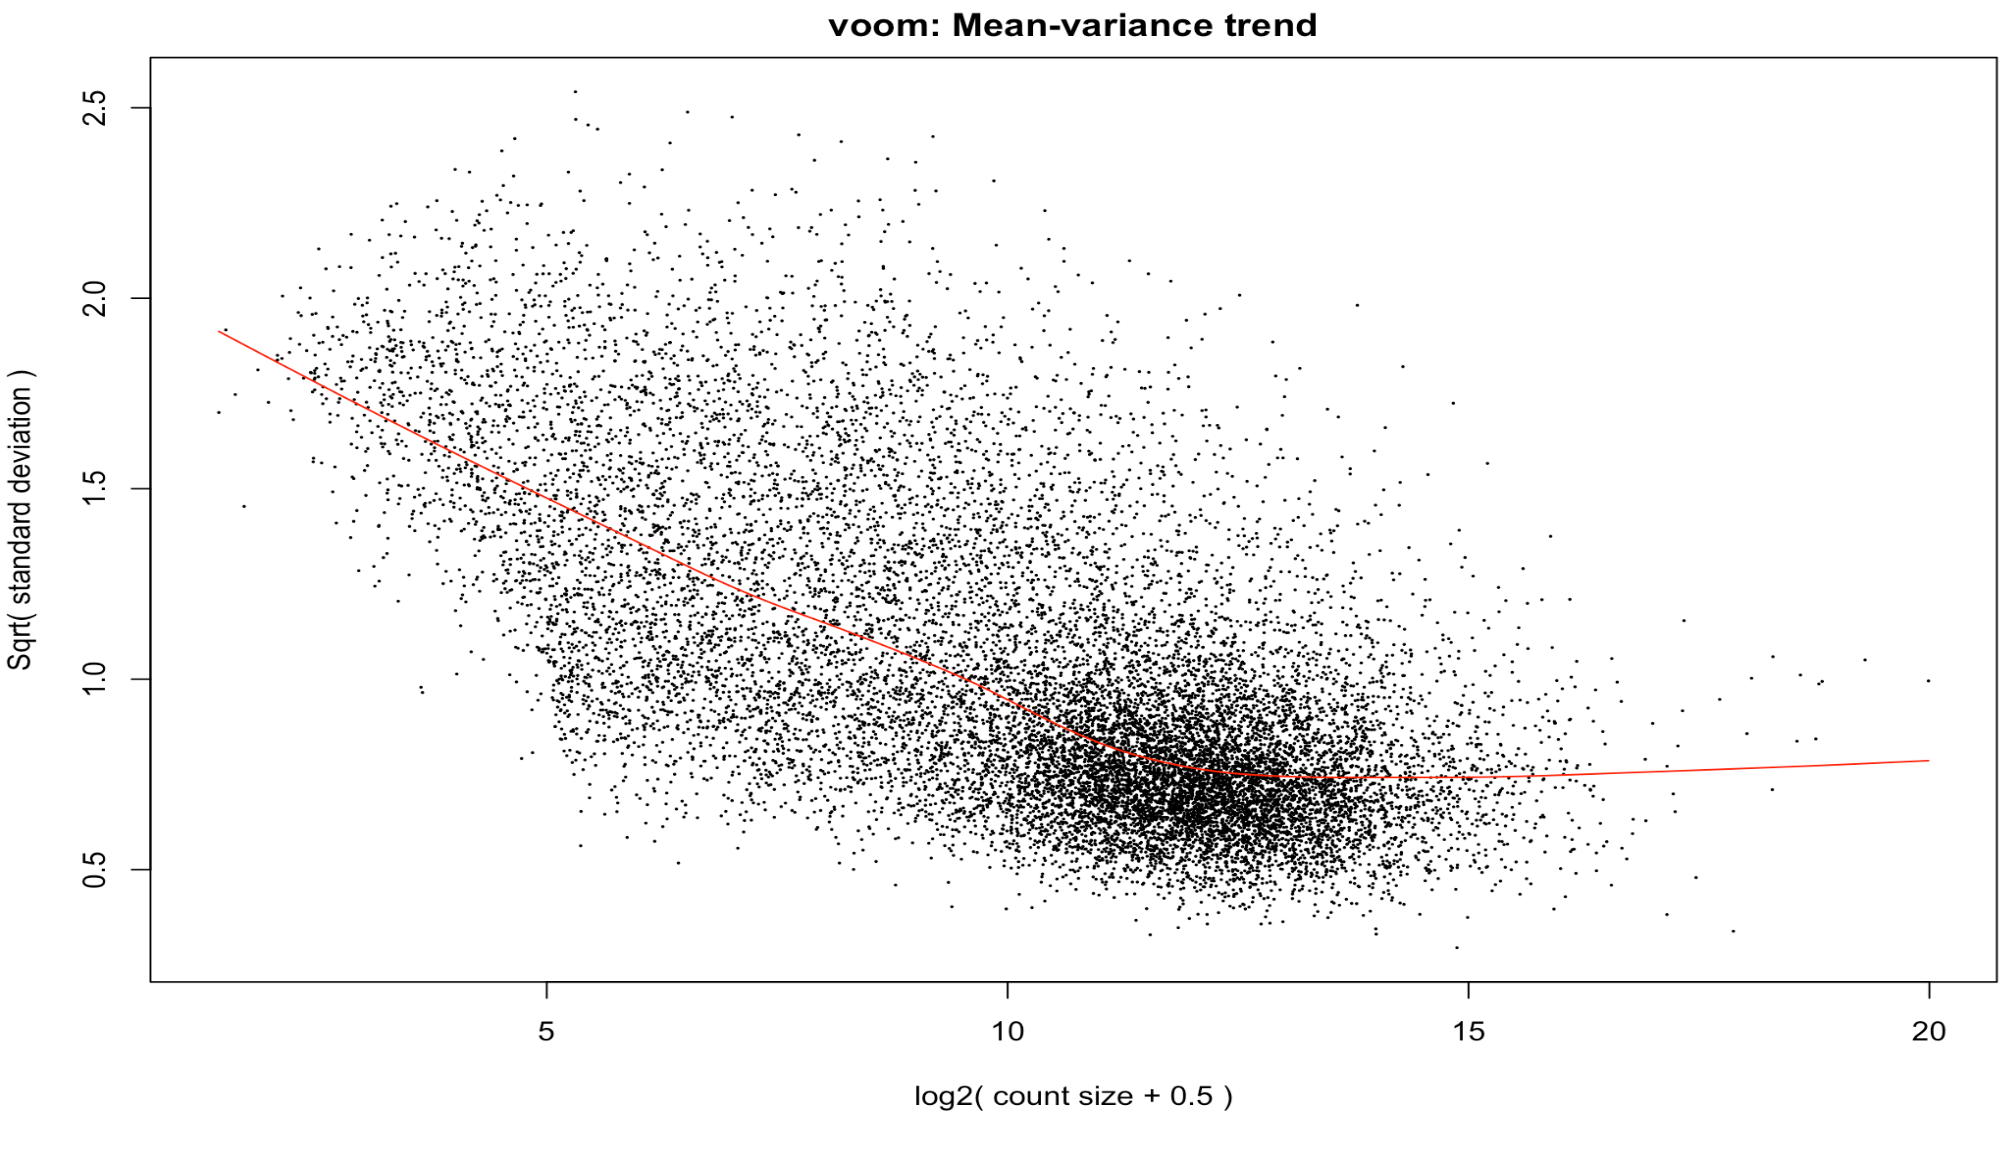 voom: Mean-variance trend
Sqrt( standard deviation )
2.5
2.0
1.5
1.0
0.5
5 10 15 20
log2( count size + 0.5 )